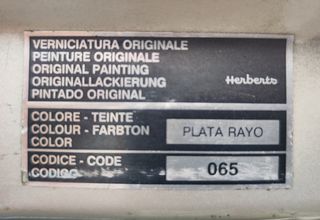 VERNICIATURA ORIGINALE
PEINTURE ORIGINALE
ORIGINAL PAINTING
ORIGINALLACKIERUNG
PINTADO ORIGINAL
Herberts
COLORE - TEINTE
COLOUR - FARBTON
COLOR
PLATA RAYO
CODICE - CODE
CODIGO
065